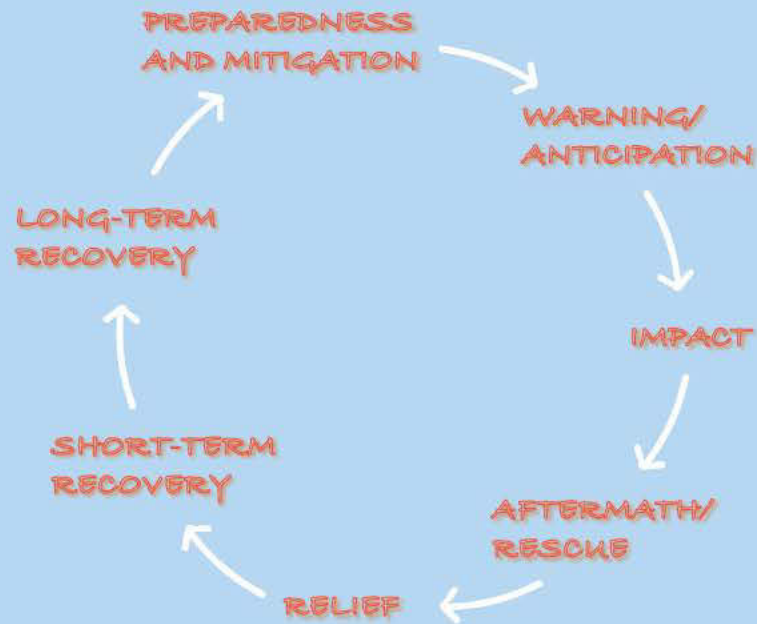 PREPAREDNESS
AND MITIGATION
WARNING/
ANTICIPATION
IMPACT
AFTERMATH/
RESCUE
RELIEF
SHORT-TERM
RECOVERY
LONG-TERM
RECOVERY